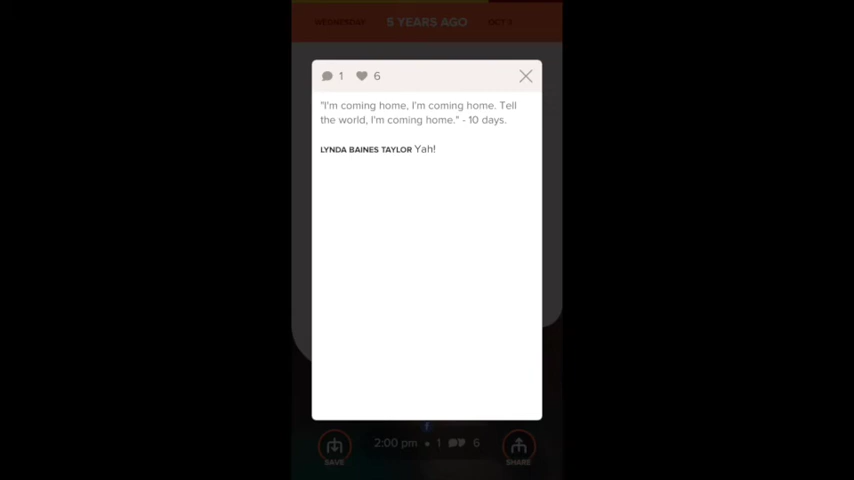 WEDNESDAY 5 YEARS AGO OCT
1 6
"I'm coming home, I'm coming home. Tell
the world, I'm coming home." - 10 days.
LYNDA BAINES TAYLOR Yah!
2:00 pm • 1 6
SAVE SHARE